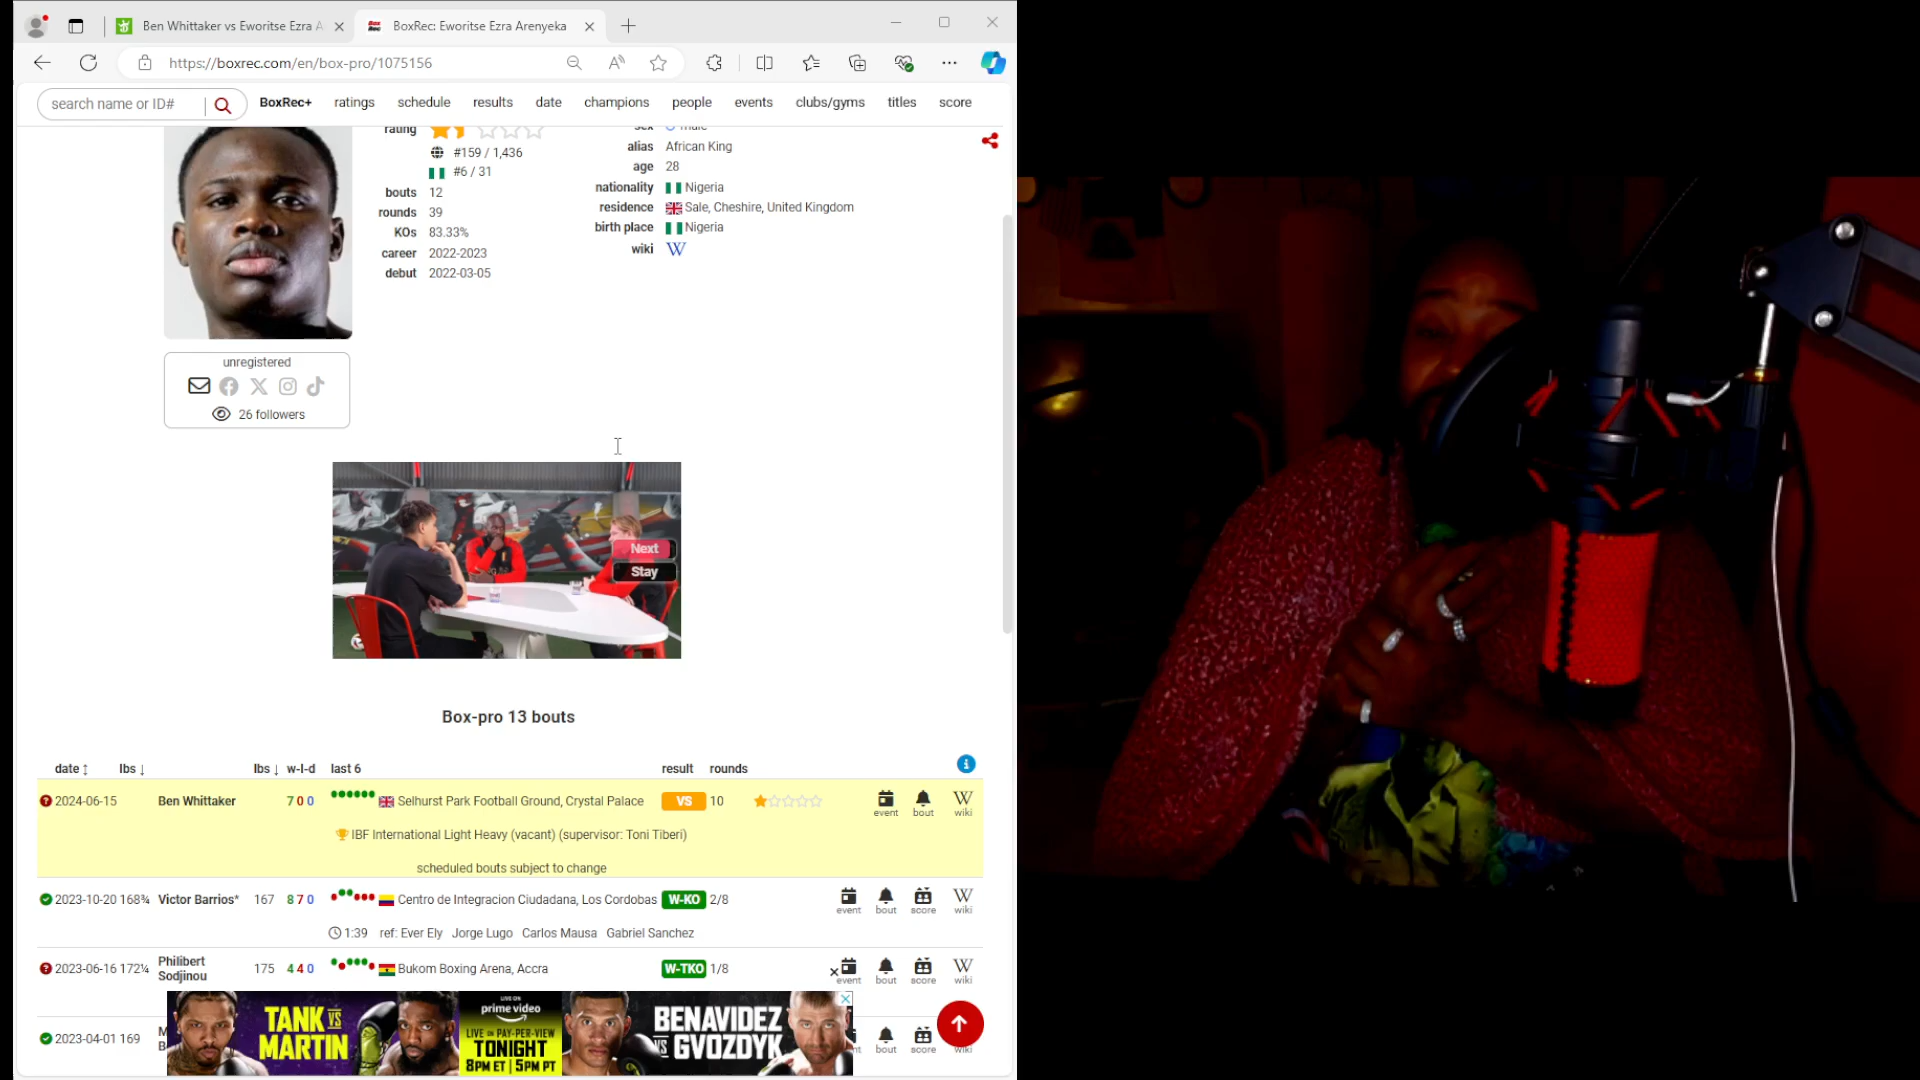 Ben Whittaker vs Eworitse Ezra A
BoxRec: Eworitse Ezra Arenyeka
https://boxrec.com/en/box-pro/1075156
search name or ID#
BoxRec+ ratings schedule results date champions people events clubs/gyms titles score
rating
#159 / 1,436
#6 / 31
bouts 12
rounds 39
KOs 83.33%
career 2022-2023
debut 2022-03-05
sex male
alias African King
age 28
nationality Nigeria
residence Sale, Cheshire, United Kingdom
birth place Nigeria
wiki W
unregistered
26 followers
Next
Stay
Box-pro 13 bouts
date lbs lbs w-l-d last 6 result rounds
2024-06-15 Ben Whittaker 7 0 0 Selhurst Park Football Ground, Crystal Palace VS 10 event bout wiki
IBF International Light Heavy (vacant) (supervisor: Toni Tiberi)
scheduled bouts subject to change
2023-10-20 168¾ Victor Barrios* 167 8 7 0 Centro de Integracion Ciudadana, Los Cordobas W-KO 2/8 event bout score wiki
1:39 ref: Ever Ely Jorge Lugo Carlos Mausa Gabriel Sanchez
2023-06-16 172¼ Philibert Sodjinou 175 4 4 0 Bukom Boxing Arena, Accra W-TKO 1/8 event bout score wiki
2023-04-01 169 bout score wiki
TANK VS MARTIN
LIVE ON
prime video
LIVE ON PAY-PER-VIEW
TONIGHT
8PM ET | 5PM PT
BENAVIDEZ
VS GVOZDYK